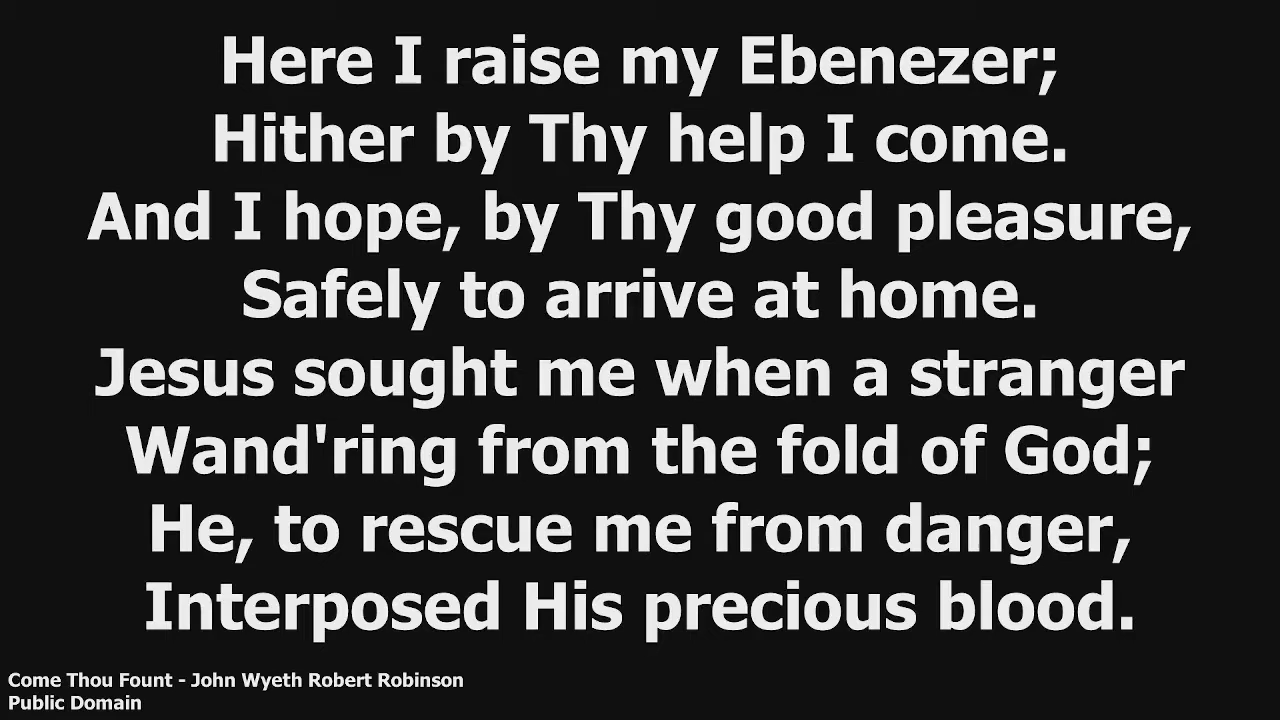 Here I raise my Ebenezer;
Hither by Thy help I come.
And I hope, by Thy good pleasure,
Safely to arrive at home.
Jesus sought me when a stranger
Wand'ring from the fold of God;
He, to rescue me from danger,
Interposed His precious blood.
Come Thou Fount - John Wyeth Robert Robinson
Public Domain